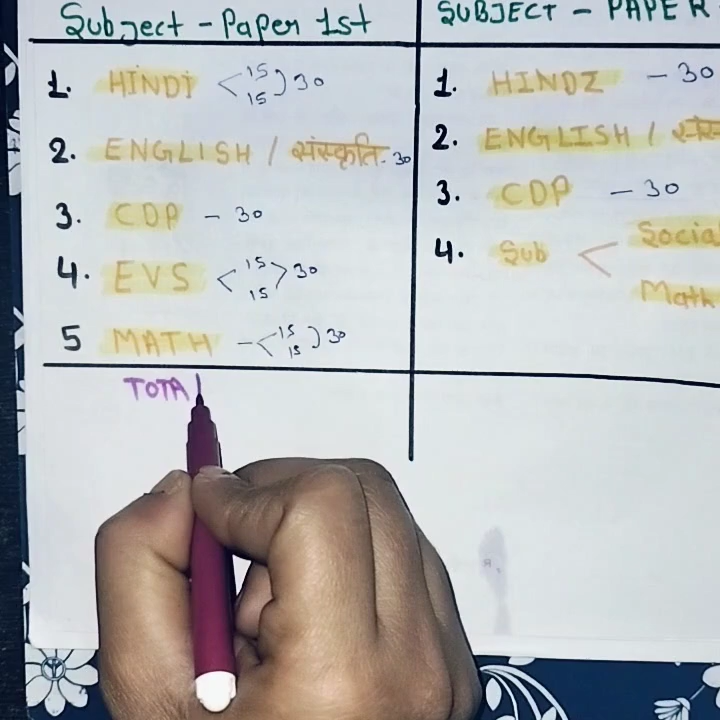 Subject - Paper 1st
1. HINDI < 15 15 ) 30
2. ENGLISH / संस्कृति - 30
3. CDP - 30
4. EVS < 15 15 > 30
5 MATH - < 15 15 ) 30
TOTAL
SUBJECT - PAPER
1. HINDI - 30
2. ENGLISH /
3. CDP - 30
4. Sub < Social
Math